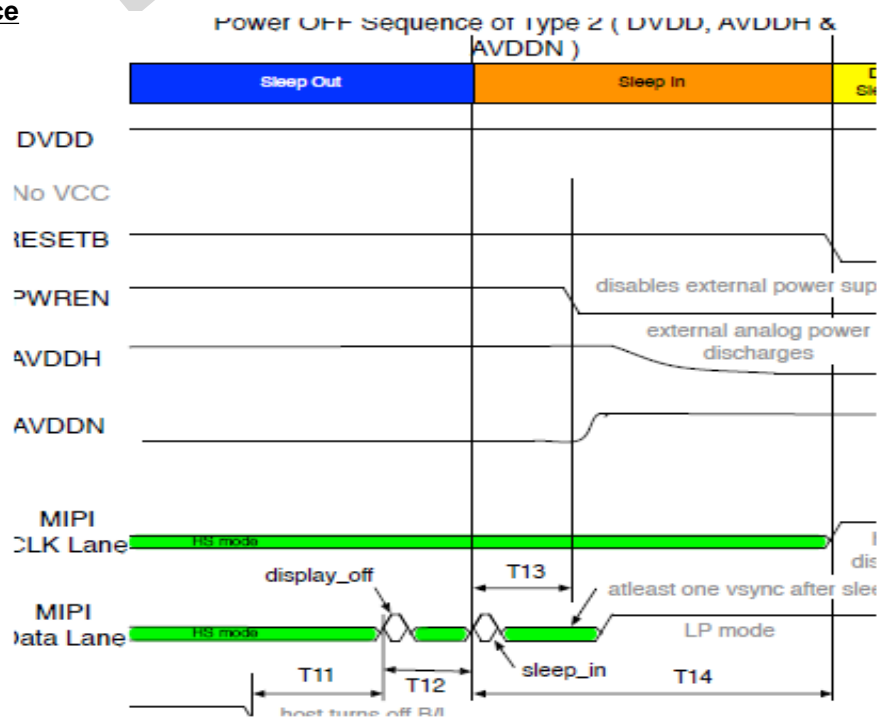 ce
Power OFF Sequence of Type 2 ( DVDD, AVDDH &
AVDDN )
Sleep Out
Sleep In
DVDD
No VCC
RESETB
PWREN
disables external power sup
external analog power
discharges
AVDDH
AVDDN
MIPI
CLK Lane
HS mode
display_off
T13
atleast one vsync after slee
MIPI
Data Lane
HS mode
LP mode
sleep_in
T11
T12
T14
host turns off B/L